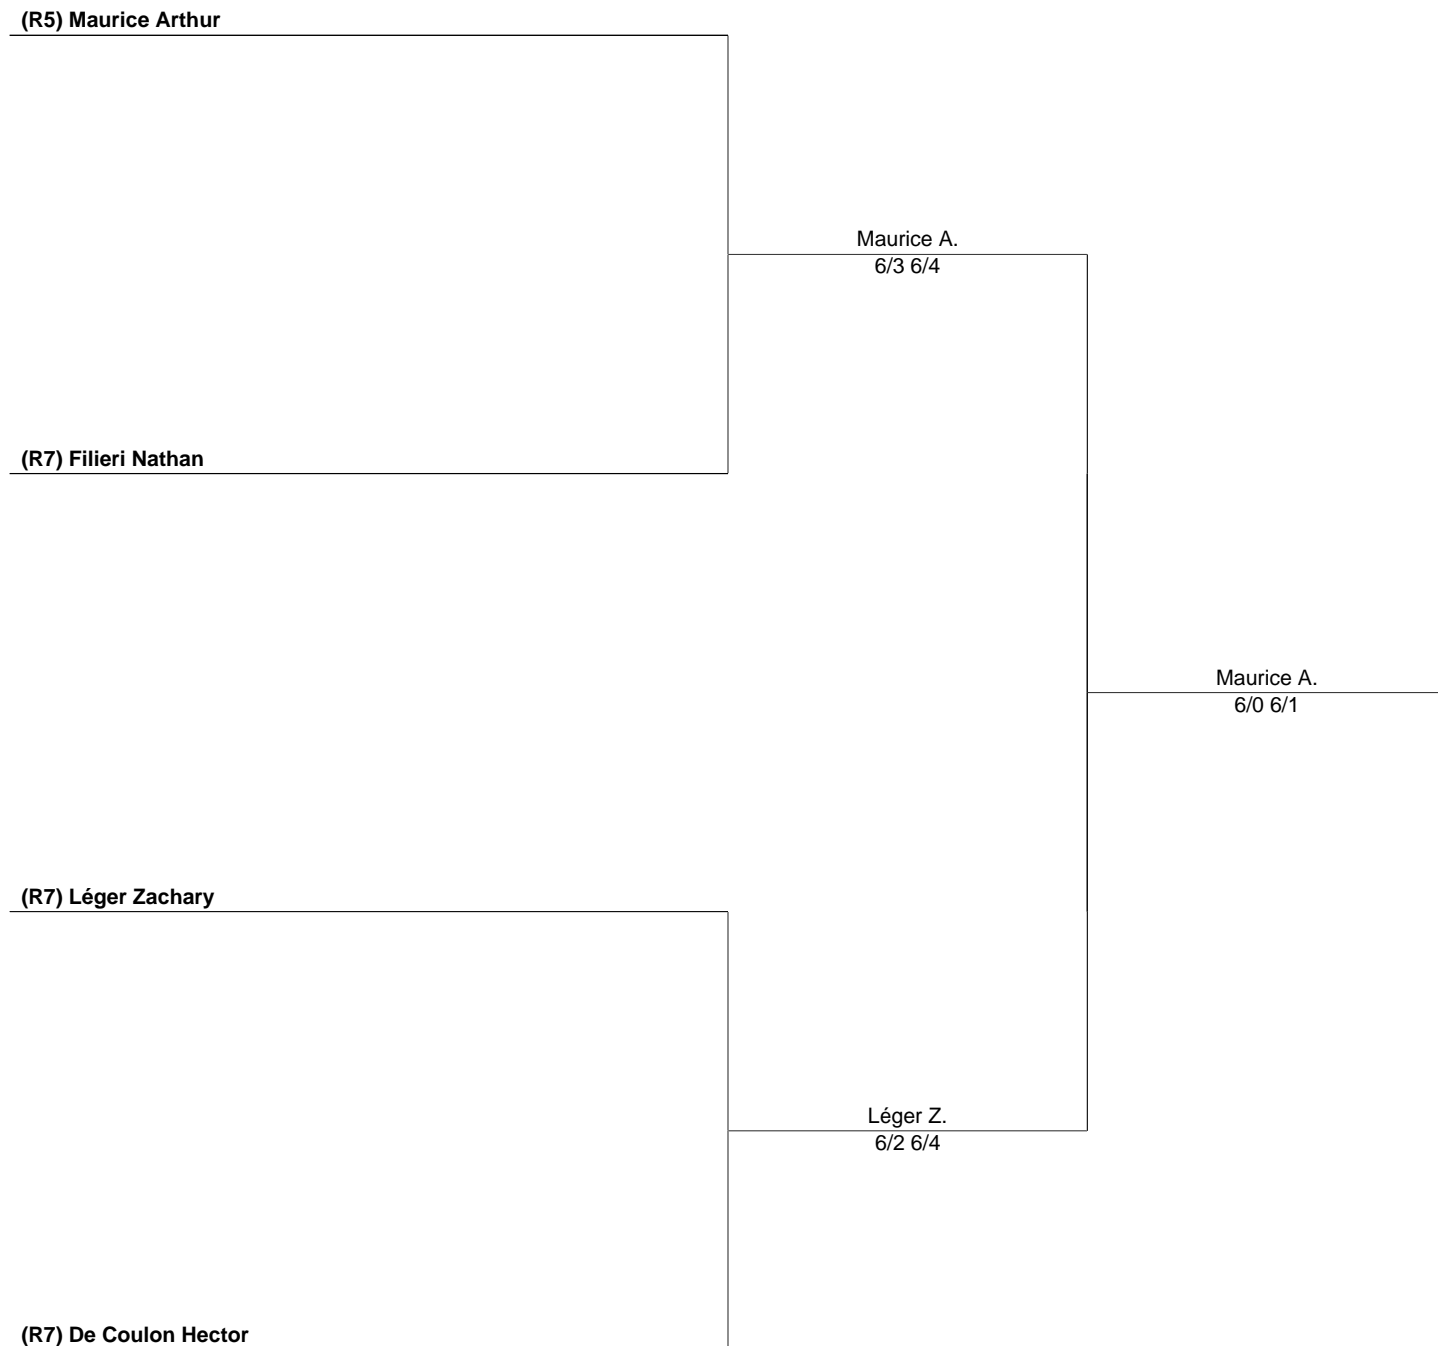 (R5) Maurice Arthur
Maurice A.
6/3 6/4
(R7) Filieri Nathan
Maurice A.
6/0 6/1
(R7) Léger Zachary
Léger Z.
6/2 6/4
(R7) De Coulon Hector